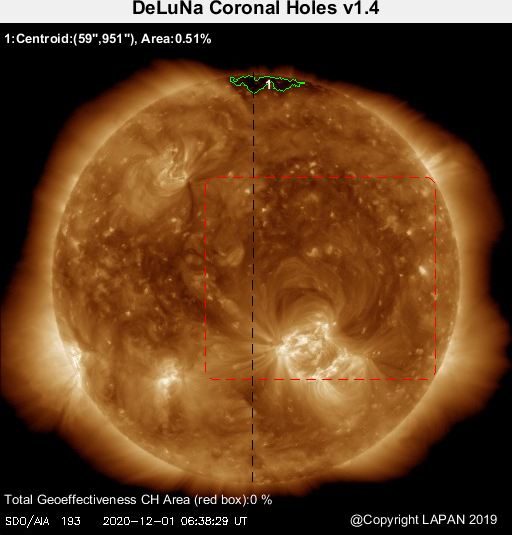 DeLuNa Coronal Holes v1.4
1:Centroid:(59",951"), Area:0.51%
1
Total Geoeffectiveness CH Area (red box):0 %
SDO/AIA 193 2020-12-01 06:38:29 UT
@Copyright LAPAN 2019